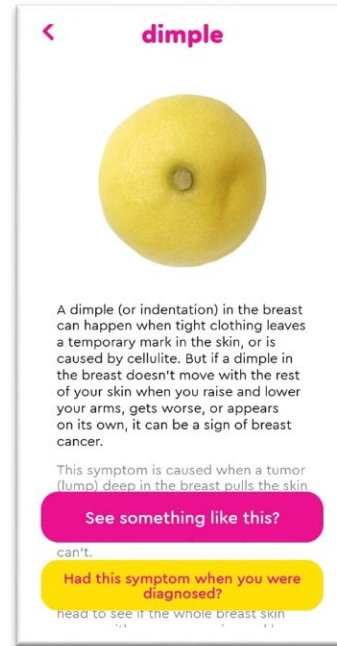 dimple
A dimple (or indentation) in the breast
can happen when tight clothing leaves
a temporary mark in the skin, or is
caused by cellulite. But if a dimple in
the breast doesn't move with the rest
of your skin when you raise and lower
your arms, gets worse, or appears
on its own, it can be a sign of breast
cancer.
This symptom is caused when a tumor
(lump) deep in the breast pulls the skin
See something like this?
can't.
Had this symptom when you were
diagnosed?
head to see if the whole breast skin